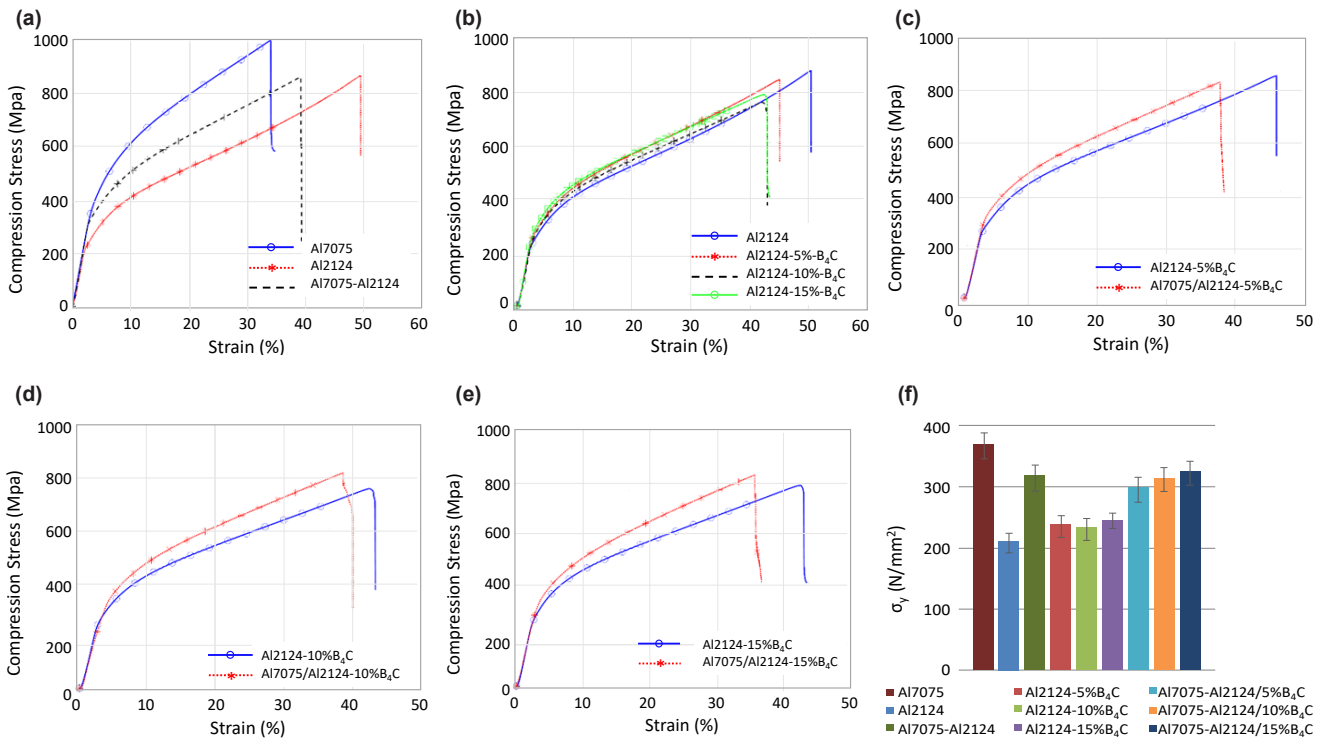 (a)
Compression Stress (Mpa)
1000
800
600
400
200
0
0 10 20 30 40 50 60
Strain (%)
Al7075
Al2124
Al7075-Al2124
(b)
Compression Stress (Mpa)
1000
800
600
400
200
0
0 10 20 30 40 50 60
Strain (%)
Al2124
Al2124-5%-B₄C
Al2124-10%-B₄C
Al2124-15%-B₄C
(c)
Compression Stress (Mpa)
1000
800
600
400
200
0
0 10 20 30 40 50
Strain (%)
Al2124-5%B₄C
Al7075/Al2124-5%B₄C
(d)
Compression Stress (Mpa)
1000
800
600
400
200
0
0 10 20 30 40 50
Strain (%)
Al2124-10%B₄C
Al7075/Al2124-10%B₄C
(e)
Compression Stress (Mpa)
1000
800
600
400
200
0
0 10 20 30 40 50
Strain (%)
Al2124-15%B₄C
Al7075/Al2124-15%B₄C
(f)
σᵧ (N/mm²)
400
300
200
100
0
Al7075 Al2124-5%B₄C Al7075-Al2124/5%B₄C
Al2124 Al2124-10%B₄C Al7075-Al2124/10%B₄C
Al7075-Al2124 Al2124-15%B₄C Al7075-Al2124/15%B₄C